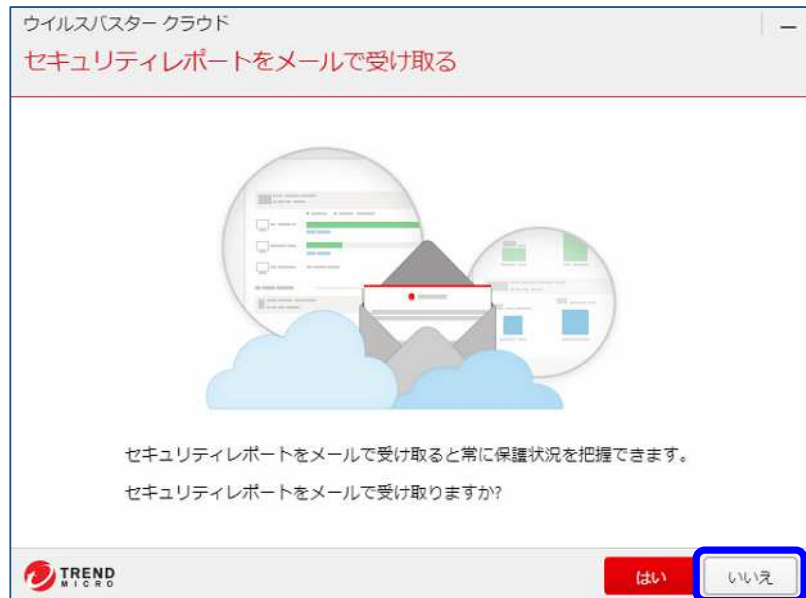 ウイルスバスター クラウド
セキュリティレポートをメールで受け取る
セキュリティレポートをメールで受け取ると常に保護状況を把握できます。
セキュリティレポートをメールで受け取りますか?
TREND
MICRO
はい
いいえ